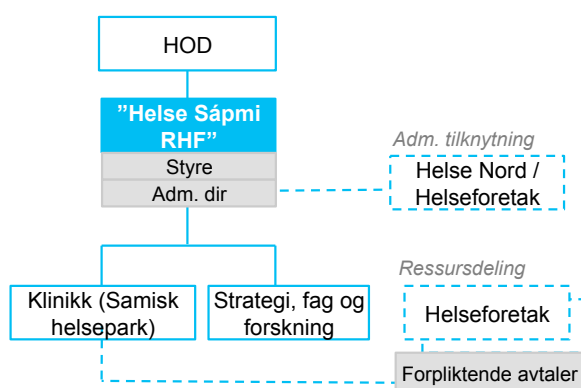 HOD
”Helse Sápmi
RHF”
Styre
Adm. dir
Adm. tilknytning
Helse Nord /
Helseforetak
Klinikk (Samisk
helsepark)
Strategi, fag og
forskning
Ressursdeling
Helseforetak
Forpliktende avtaler